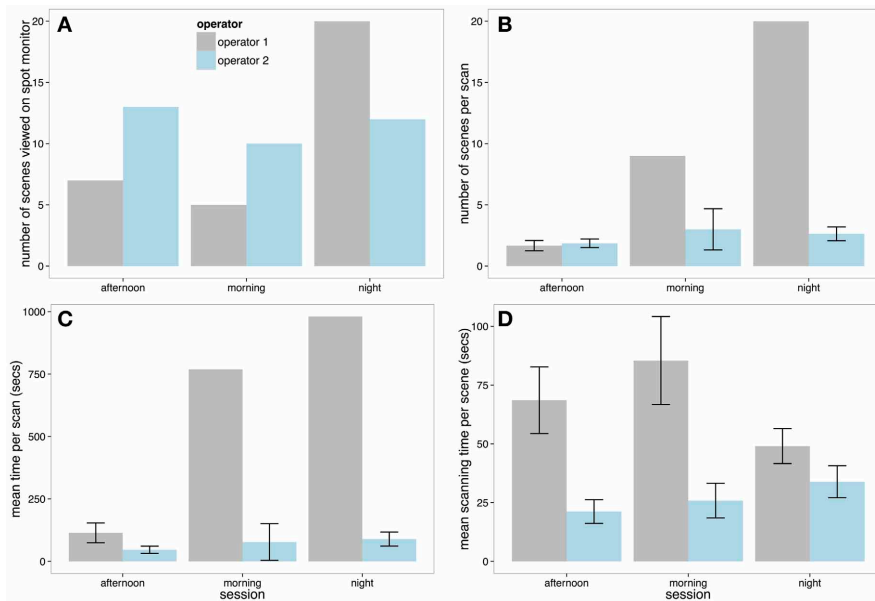 A
operator
operator 1
operator 2
number of scenes viewed on spot monitor
20
15
10
5
0
afternoon
morning
night
B
number of scenes per scan
20
15
10
5
0
afternoon
morning
night
C
mean time per scan (secs)
1000
750
500
250
0
afternoon
morning
night
session
D
mean scanning time per scene (secs)
100
75
50
25
0
afternoon
morning
night
session